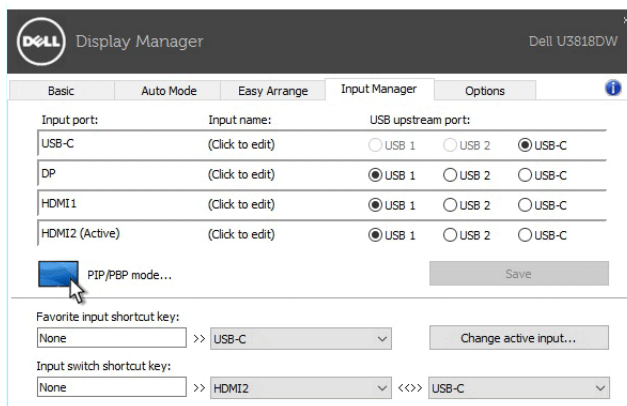 DELL Display Manager Dell U3818DW
Basic Auto Mode Easy Arrange Input Manager Options
Input port: Input name: USB upstream port:
USB-C (Click to edit) USB 1 USB 2 USB-C
DP (Click to edit) USB 1 USB 2 USB-C
HDMI1 (Click to edit) USB 1 USB 2 USB-C
HDMI2 (Active) (Click to edit) USB 1 USB 2 USB-C
PIP/PBP mode... Save
Favorite input shortcut key:
None >> USB-C Change active input...
Input switch shortcut key:
None >> HDMI2 <<>> USB-C